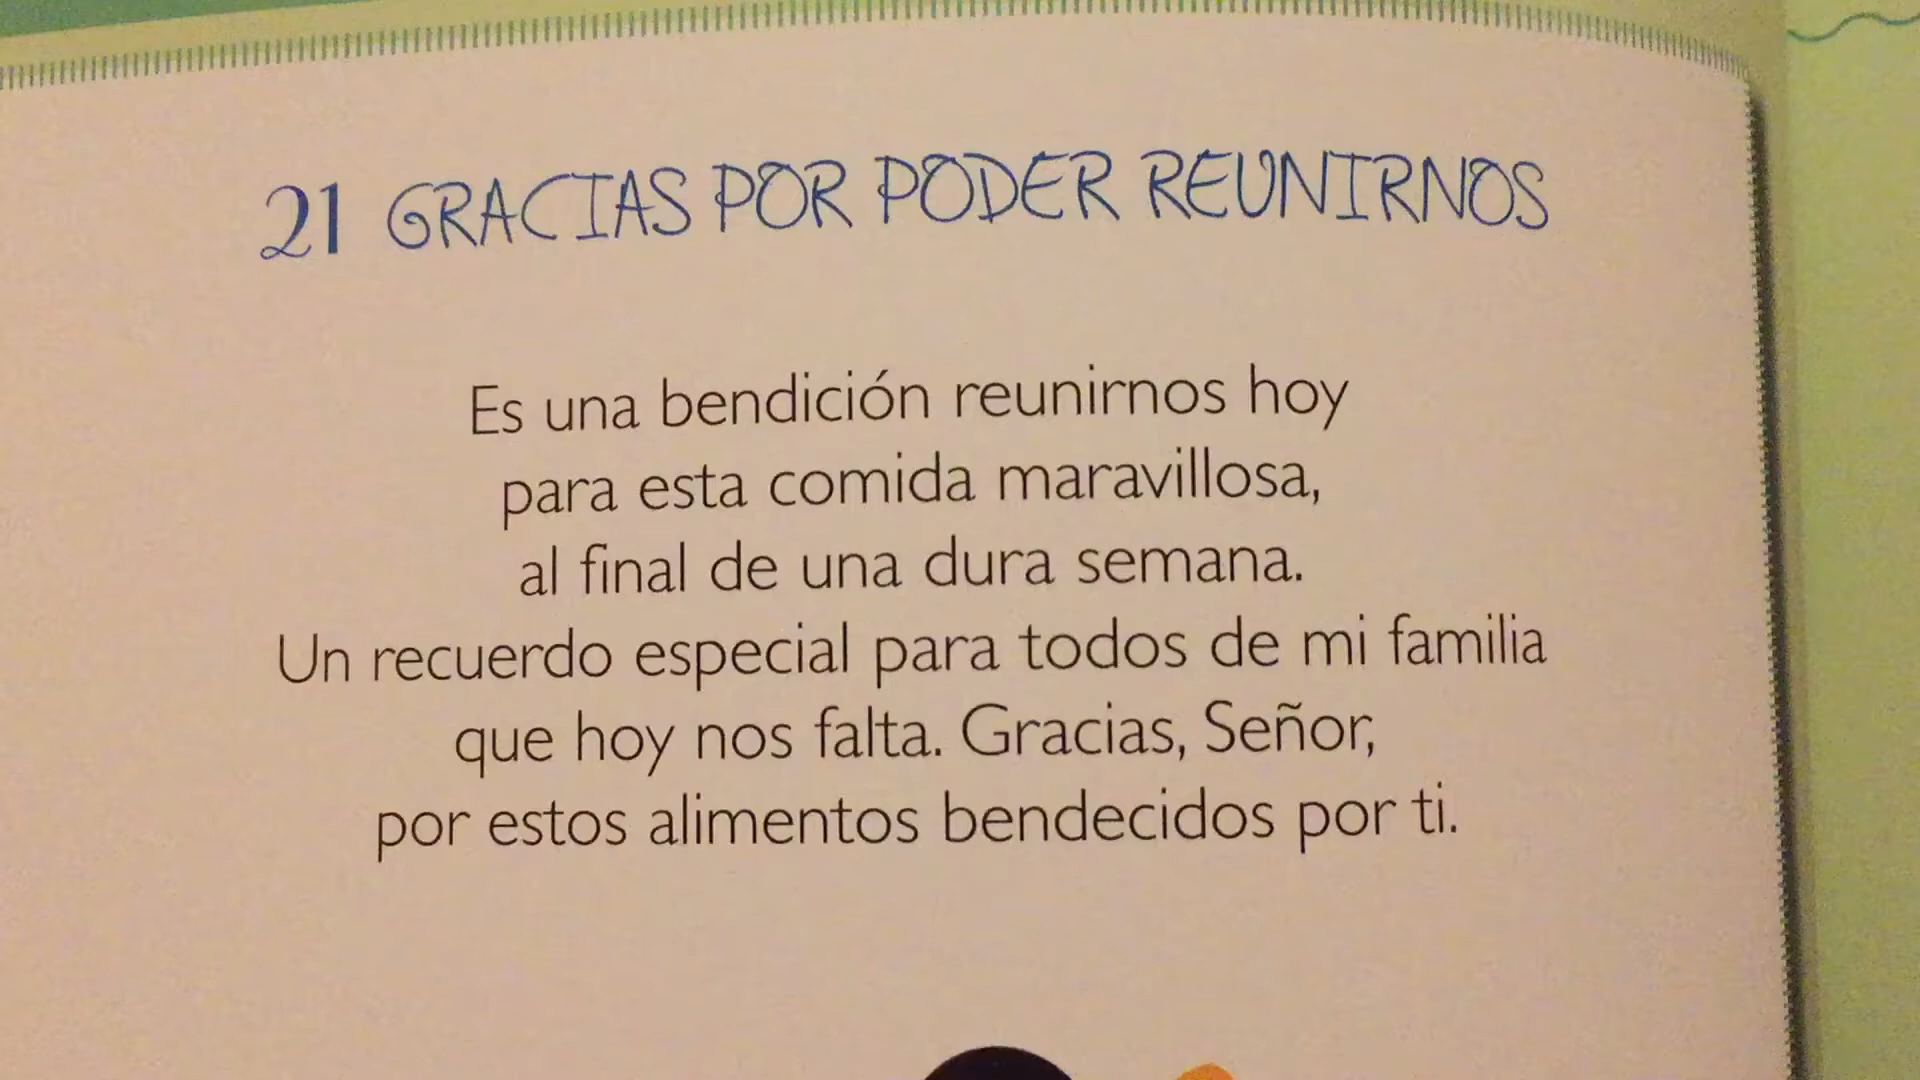 21 GRACIAS POR PODER REUNIRNOS
Es una bendición reunirnos hoy
para esta comida maravillosa,
al final de una dura semana.
Un recuerdo especial para todos de mi familia
que hoy nos falta. Gracias, Señor,
por estos alimentos bendecidos por ti.